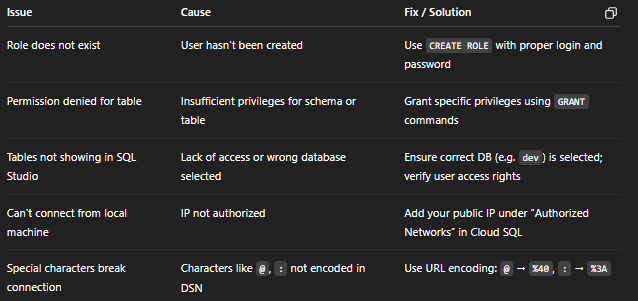 Issue Cause Fix / Solution
Role does not exist User hasn't been created Use CREATE ROLE with proper login and
password
Permission denied for table Insufficient privileges for schema or Grant specific privileges using GRANT
table commands
Tables not showing in SQL Lack of access or wrong database Ensure correct DB (e.g. dev) is selected;
Studio selected verify user access rights
Can't connect from local IP not authorized Add your public IP under "Authorized
machine Networks" in Cloud SQL
Special characters break Characters like @, : not encoded in Use URL encoding: @ → %40, : → %3A
connection DSN